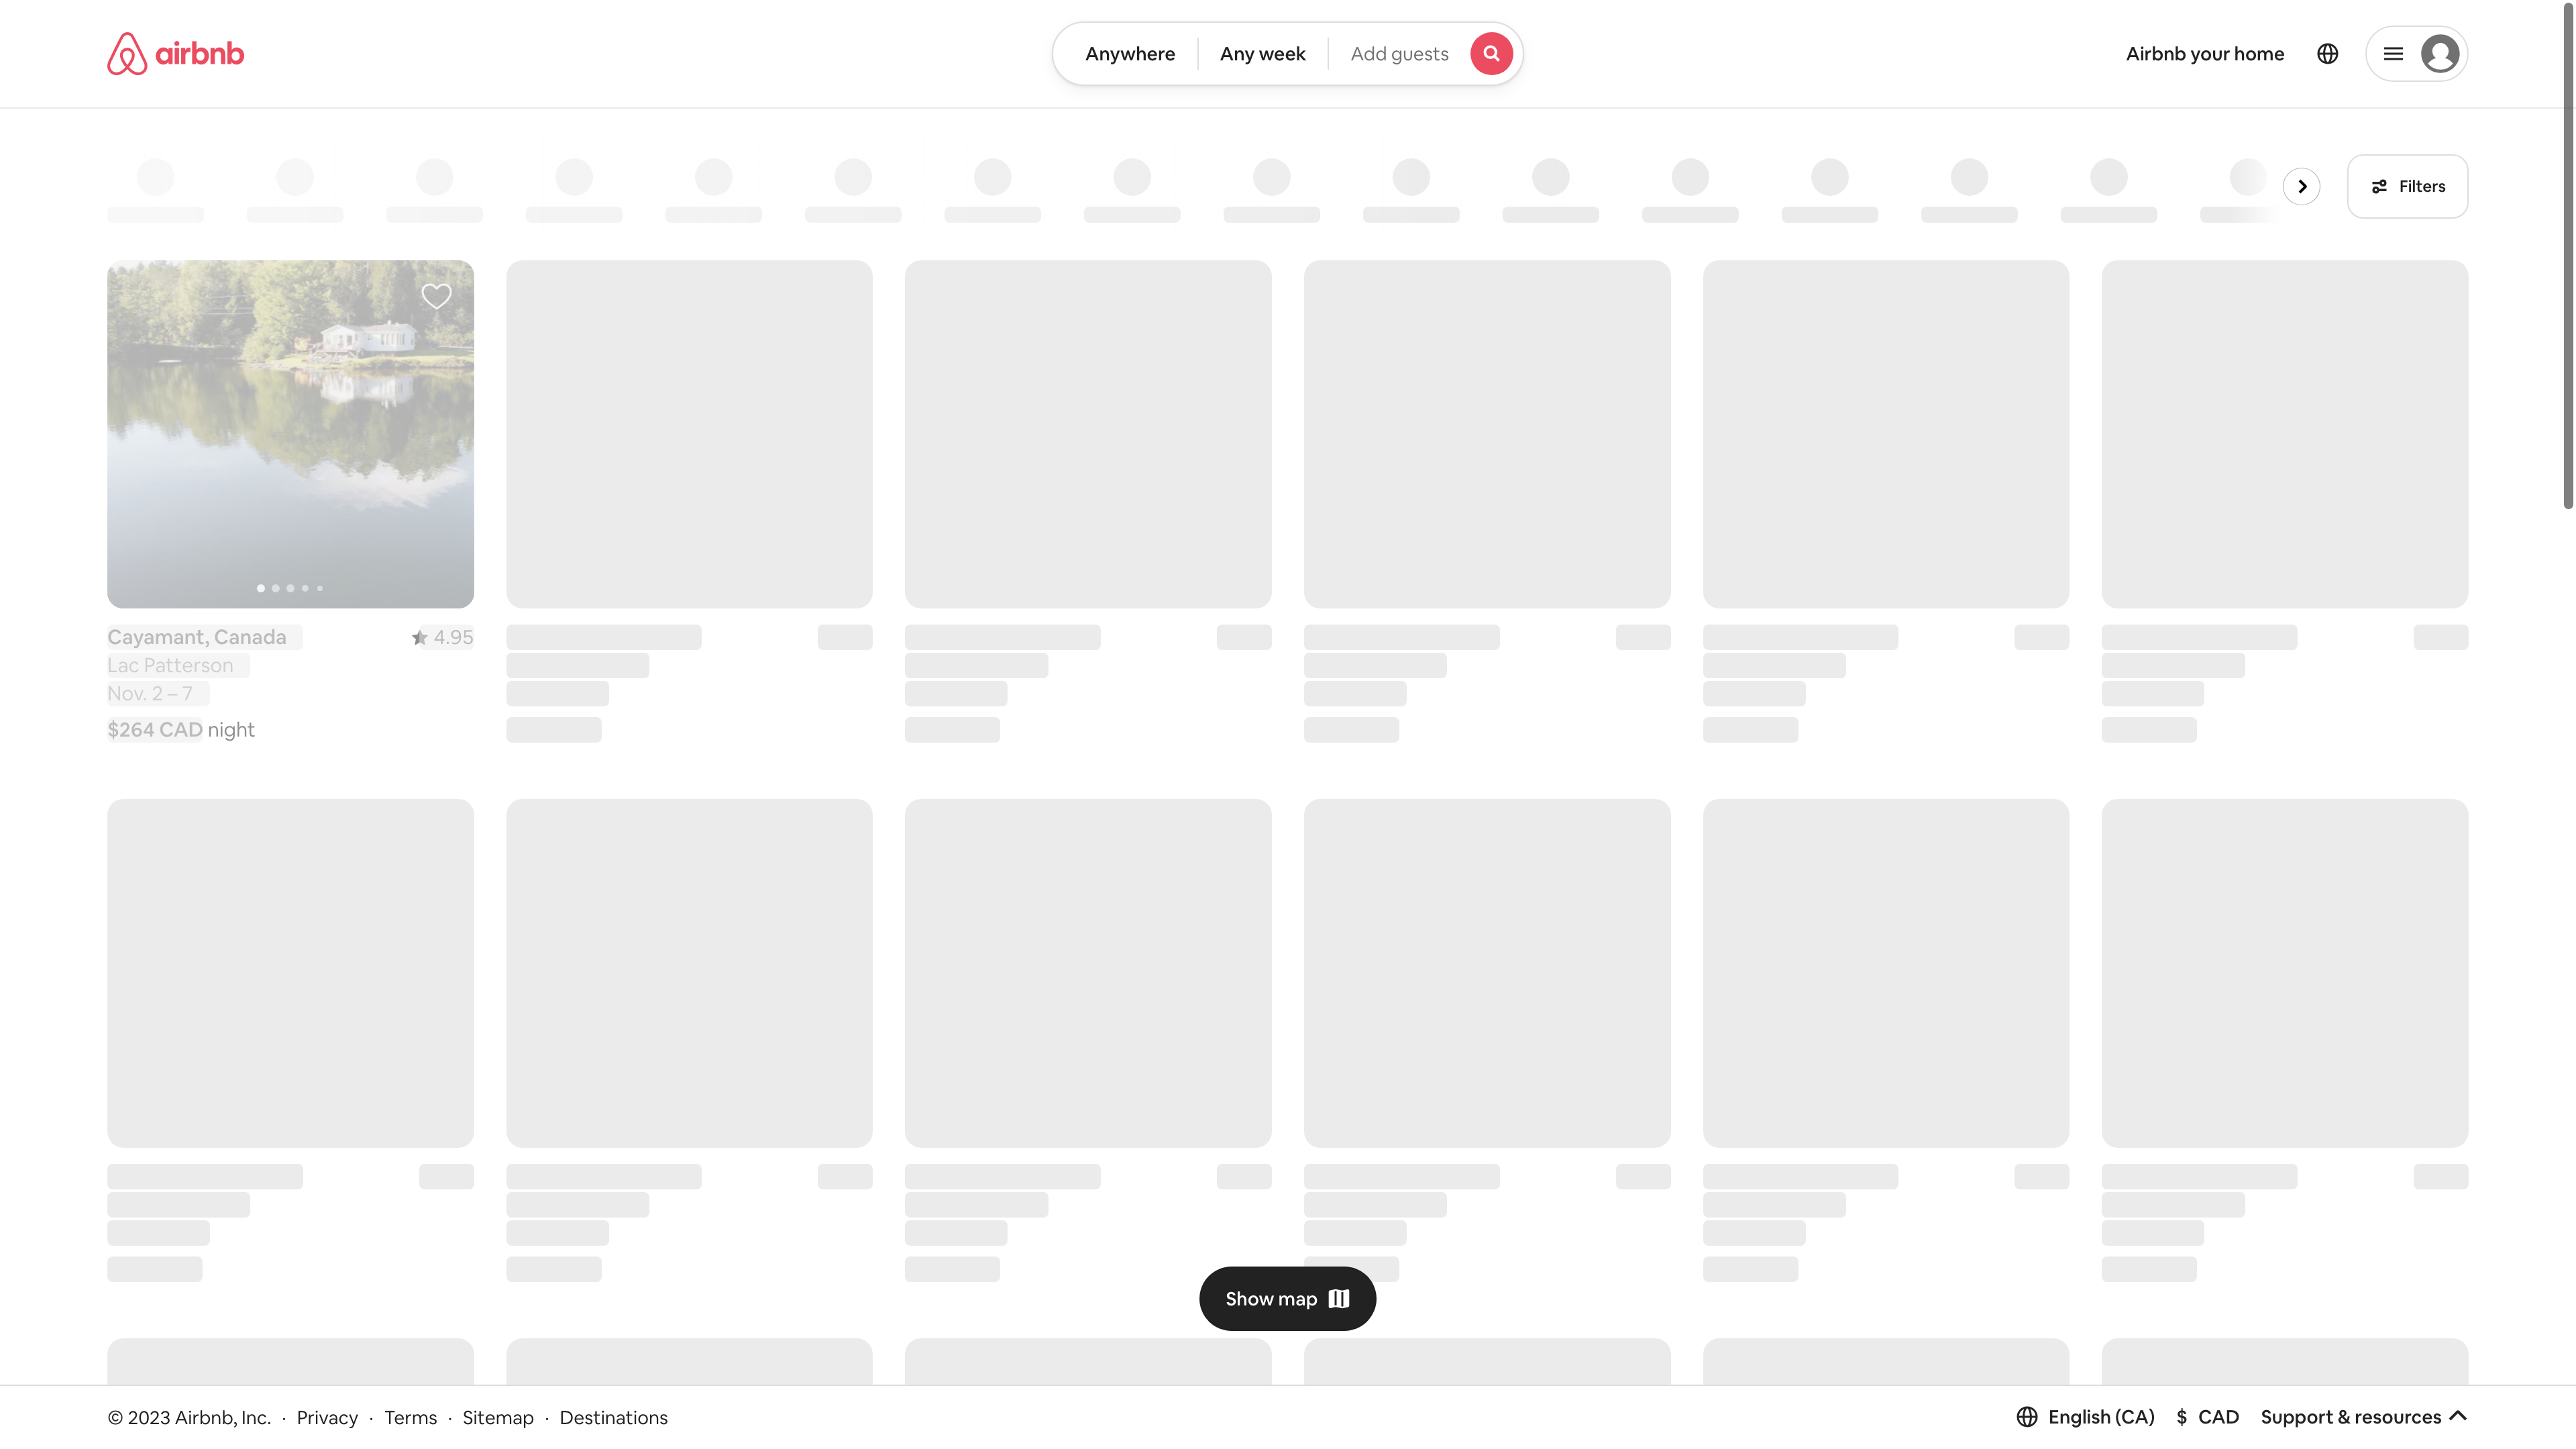 airbnb
Anywhere Any week Add guests
Airbnb your home
Filters
Cayamant, Canada 4.95
Lac Patterson
Nov. 2 – 7
$264 CAD night
Show map
© 2023 Airbnb, Inc. · Privacy · Terms · Sitemap · Destinations
English (CA) $ CAD Support & resources